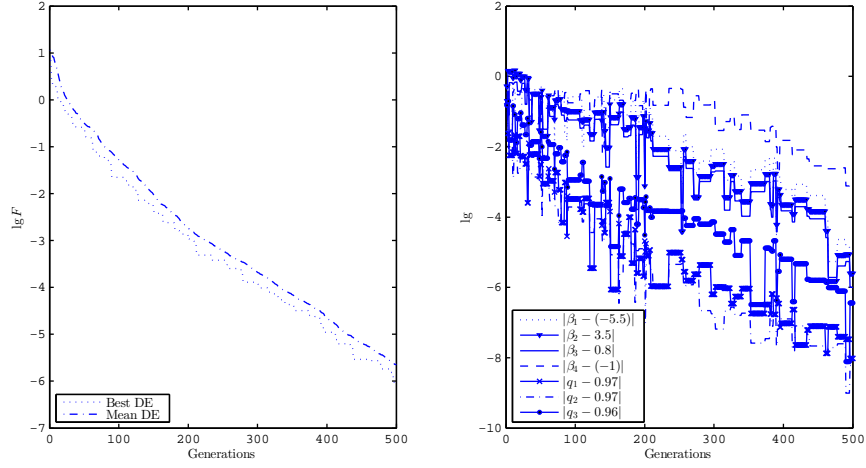 2
1
0
-1
-2
-3
-4
-5
-6
-7
lg F
0 100 200 300 400 500
Generations
Best DE
Mean DE
2
0
-2
-4
-6
-8
-10
lg
0 100 200 300 400 500
Generations
|β₁ − (−5.5)|
|β₂ − 3.5|
|β₃ − 0.8|
|β₄ − (−1)|
|q₁ − 0.97|
|q₂ − 0.97|
|q₃ − 0.96|